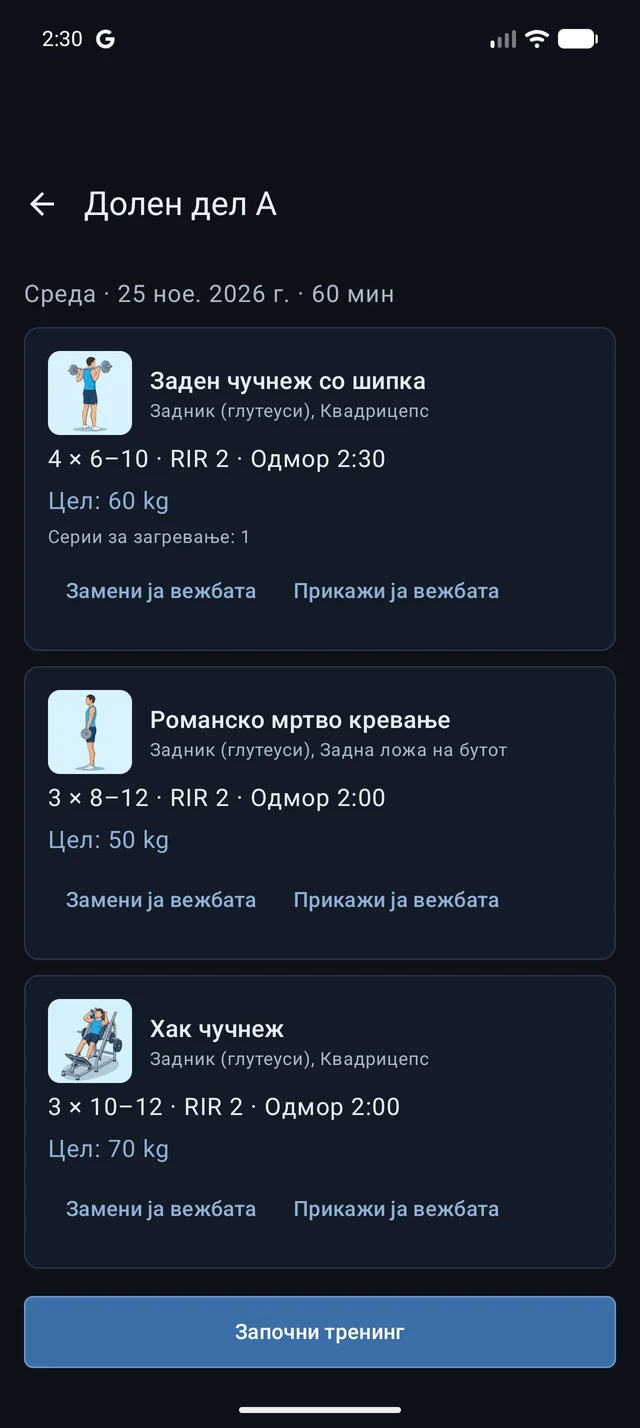 2:30 G
Долен дел А
Среда · 25 ное. 2026 г. · 60 мин
Заден чучнеж со шипка
Задник (глутеуси), Квадрицепс
4 × 6–10 · RIR 2 · Одмор 2:30
Цел: 60 kg
Серии за загревање: 1
Замени ја вежбата Прикажи ја вежбата
Романско мртво кревање
Задник (глутеуси), Задна ложа на бутот
3 × 8–12 · RIR 2 · Одмор 2:00
Цел: 50 kg
Замени ја вежбата Прикажи ја вежбата
Хак чучнеж
Задник (глутеуси), Квадрицепс
3 × 10–12 · RIR 2 · Одмор 2:00
Цел: 70 kg
Замени ја вежбата Прикажи ја вежбата
Започни тренинг